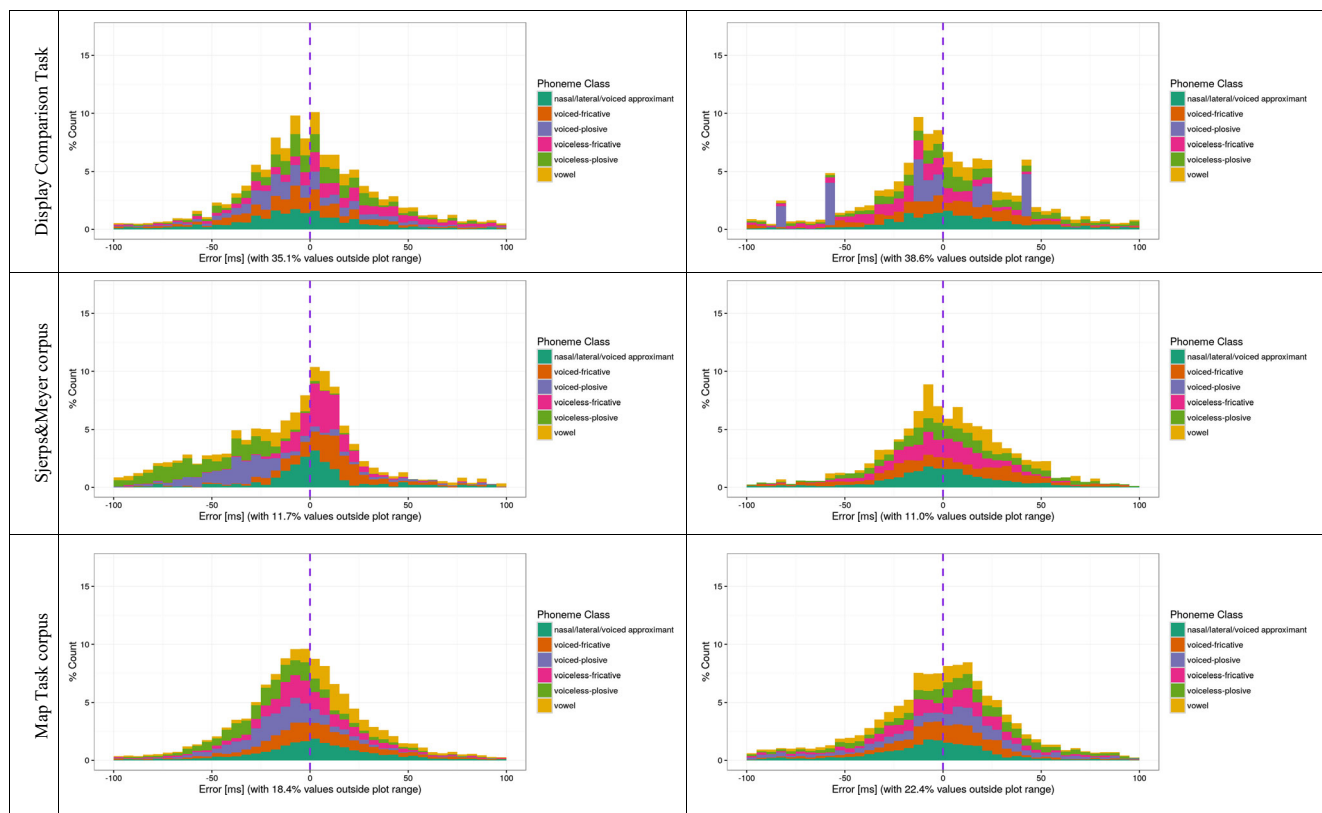 Display Comparison Task
% Count
15
10
5
0
-100 -50 0 50 100
Error [ms] (with 35.1% values outside plot range)
Phoneme Class
nasal/lateral/voiced approximant
voiced-fricative
voiced-plosive
voiceless-fricative
voiceless-plosive
vowel
% Count
15
10
5
0
-100 -50 0 50 100
Error [ms] (with 38.6% values outside plot range)
Phoneme Class
nasal/lateral/voiced approximant
voiced-fricative
voiced-plosive
voiceless-fricative
voiceless-plosive
vowel
Sjerps&Meyer corpus
% Count
15
10
5
0
-100 -50 0 50 100
Error [ms] (with 11.7% values outside plot range)
Phoneme Class
nasal/lateral/voiced approximant
voiced-fricative
voiced-plosive
voiceless-fricative
voiceless-plosive
vowel
% Count
15
10
5
0
-100 -50 0 50 100
Error [ms] (with 11.0% values outside plot range)
Phoneme Class
nasal/lateral/voiced approximant
voiced-fricative
voiced-plosive
voiceless-fricative
voiceless-plosive
vowel
Map Task corpus
% Count
15
10
5
0
-100 -50 0 50 100
Error [ms] (with 18.4% values outside plot range)
Phoneme Class
nasal/lateral/voiced approximant
voiced-fricative
voiced-plosive
voiceless-fricative
voiceless-plosive
vowel
% Count
15
10
5
0
-100 -50 0 50 100
Error [ms] (with 22.4% values outside plot range)
Phoneme Class
nasal/lateral/voiced approximant
voiced-fricative
voiced-plosive
voiceless-fricative
voiceless-plosive
vowel